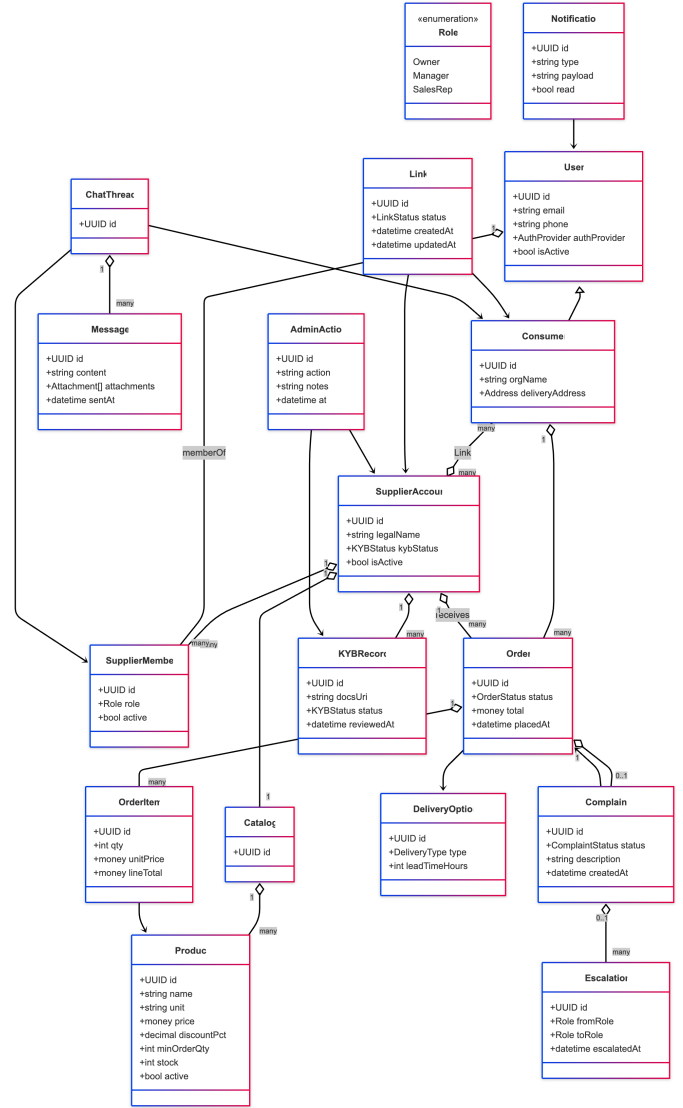 «enumeration»
Role
Owner
Manager
SalesRep
Notificatio
+UUID id
+string type
+string payload
+bool read
User
+UUID id
+string email
+string phone
+AuthProvider authProvider
+bool isActive
Link
+UUID id
+LinkStatus status
+datetime createdAt
+datetime updatedAt
ChatThread
+UUID id
1
1
many
Message
+UUID id
+string content
+Attachment[] attachments
+datetime sentAt
AdminActio
+UUID id
+string action
+string notes
+datetime at
Consumer
+UUID id
+string orgName
+Address deliveryAddress
many
1
memberOf
Link
many
SupplierAccour
+UUID id
+string legalName
+KYBStatus kybStatus
+bool isActive
1
1
1
1
receives
many
many
many
many
SupplierMembe
+UUID id
+Role role
+bool active
KYBRecord
+UUID id
+string docsUri
+KYBStatus status
+datetime reviewedAt
Order
+UUID id
+OrderStatus status
+money total
+datetime placedAt
1
1
0..1
many
1
OrderItem
+UUID id
+int qty
+money unitPrice
+money lineTotal
Catalog
+UUID id
DeliveryOptio
+UUID id
+DeliveryType type
+int leadTimeHours
Complain
+UUID id
+ComplaintStatus status
+string description
+datetime createdAt
1
many
0..1
many
Produc
+UUID id
+string name
+string unit
+money price
+decimal discountPct
+int minOrderQty
+int stock
+bool active
Escalation
+UUID id
+Role fromRole
+Role toRole
+datetime escalatedAt